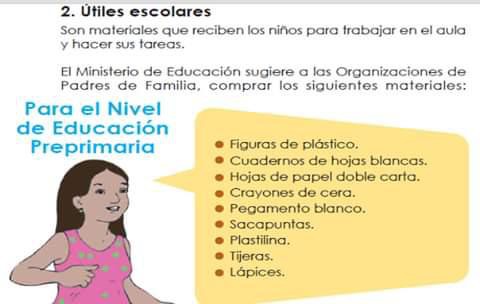 2. Útiles escolares
Son materiales que reciben los niños para trabajar en el aula
y hacer sus tareas.
El Ministerio de Educación sugiere a las Organizaciones de
Padres de Familia, comprar los siguientes materiales:
Para el Nivel
de Educación
Preprimaria
Figuras de plástico.
Cuadernos de hojas blancas.
Hojas de papel doble carta.
Crayones de cera.
Pegamento blanco.
Sacapuntas.
Plastilina.
Tijeras.
Lápices.